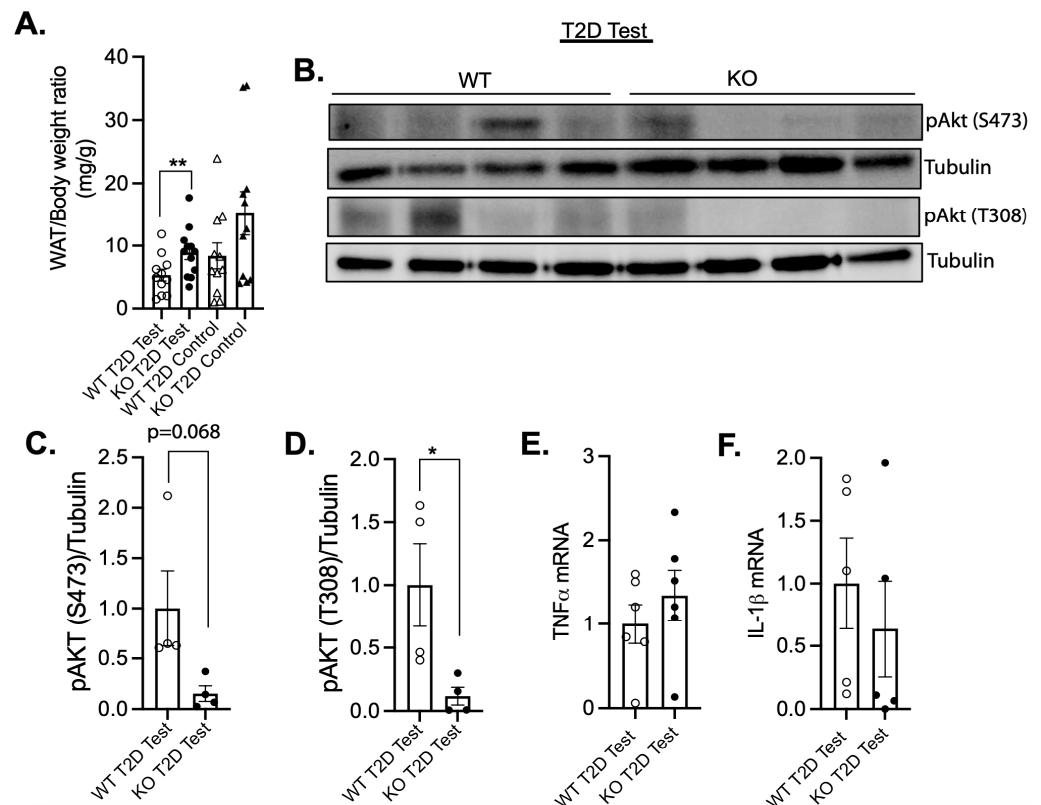 A.
WAT/Body weight ratio
(mg/g)
40
30
20
10
0
**
WT T2D Test
KO T2D Test
WT T2D Control
KO T2D Control
T2D Test
B.
WT
KO
pAkt (S473)
Tubulin
pAkt (T308)
Tubulin
C.
p=0.068
pAKT (S473)/Tubulin
2.5
2.0
1.5
1.0
0.5
0.0
WT T2D Test
KO T2D Test
D.
*
pAKT (T308)/Tubulin
2.0
1.5
1.0
0.5
0.0
WT T2D Test
KO T2D Test
E.
TNFα mRNA
3
2
1
0
WT T2D Test
KO T2D Test
F.
IL-1β mRNA
2.0
1.5
1.0
0.5
0.0
WT T2D Test
KO T2D Test